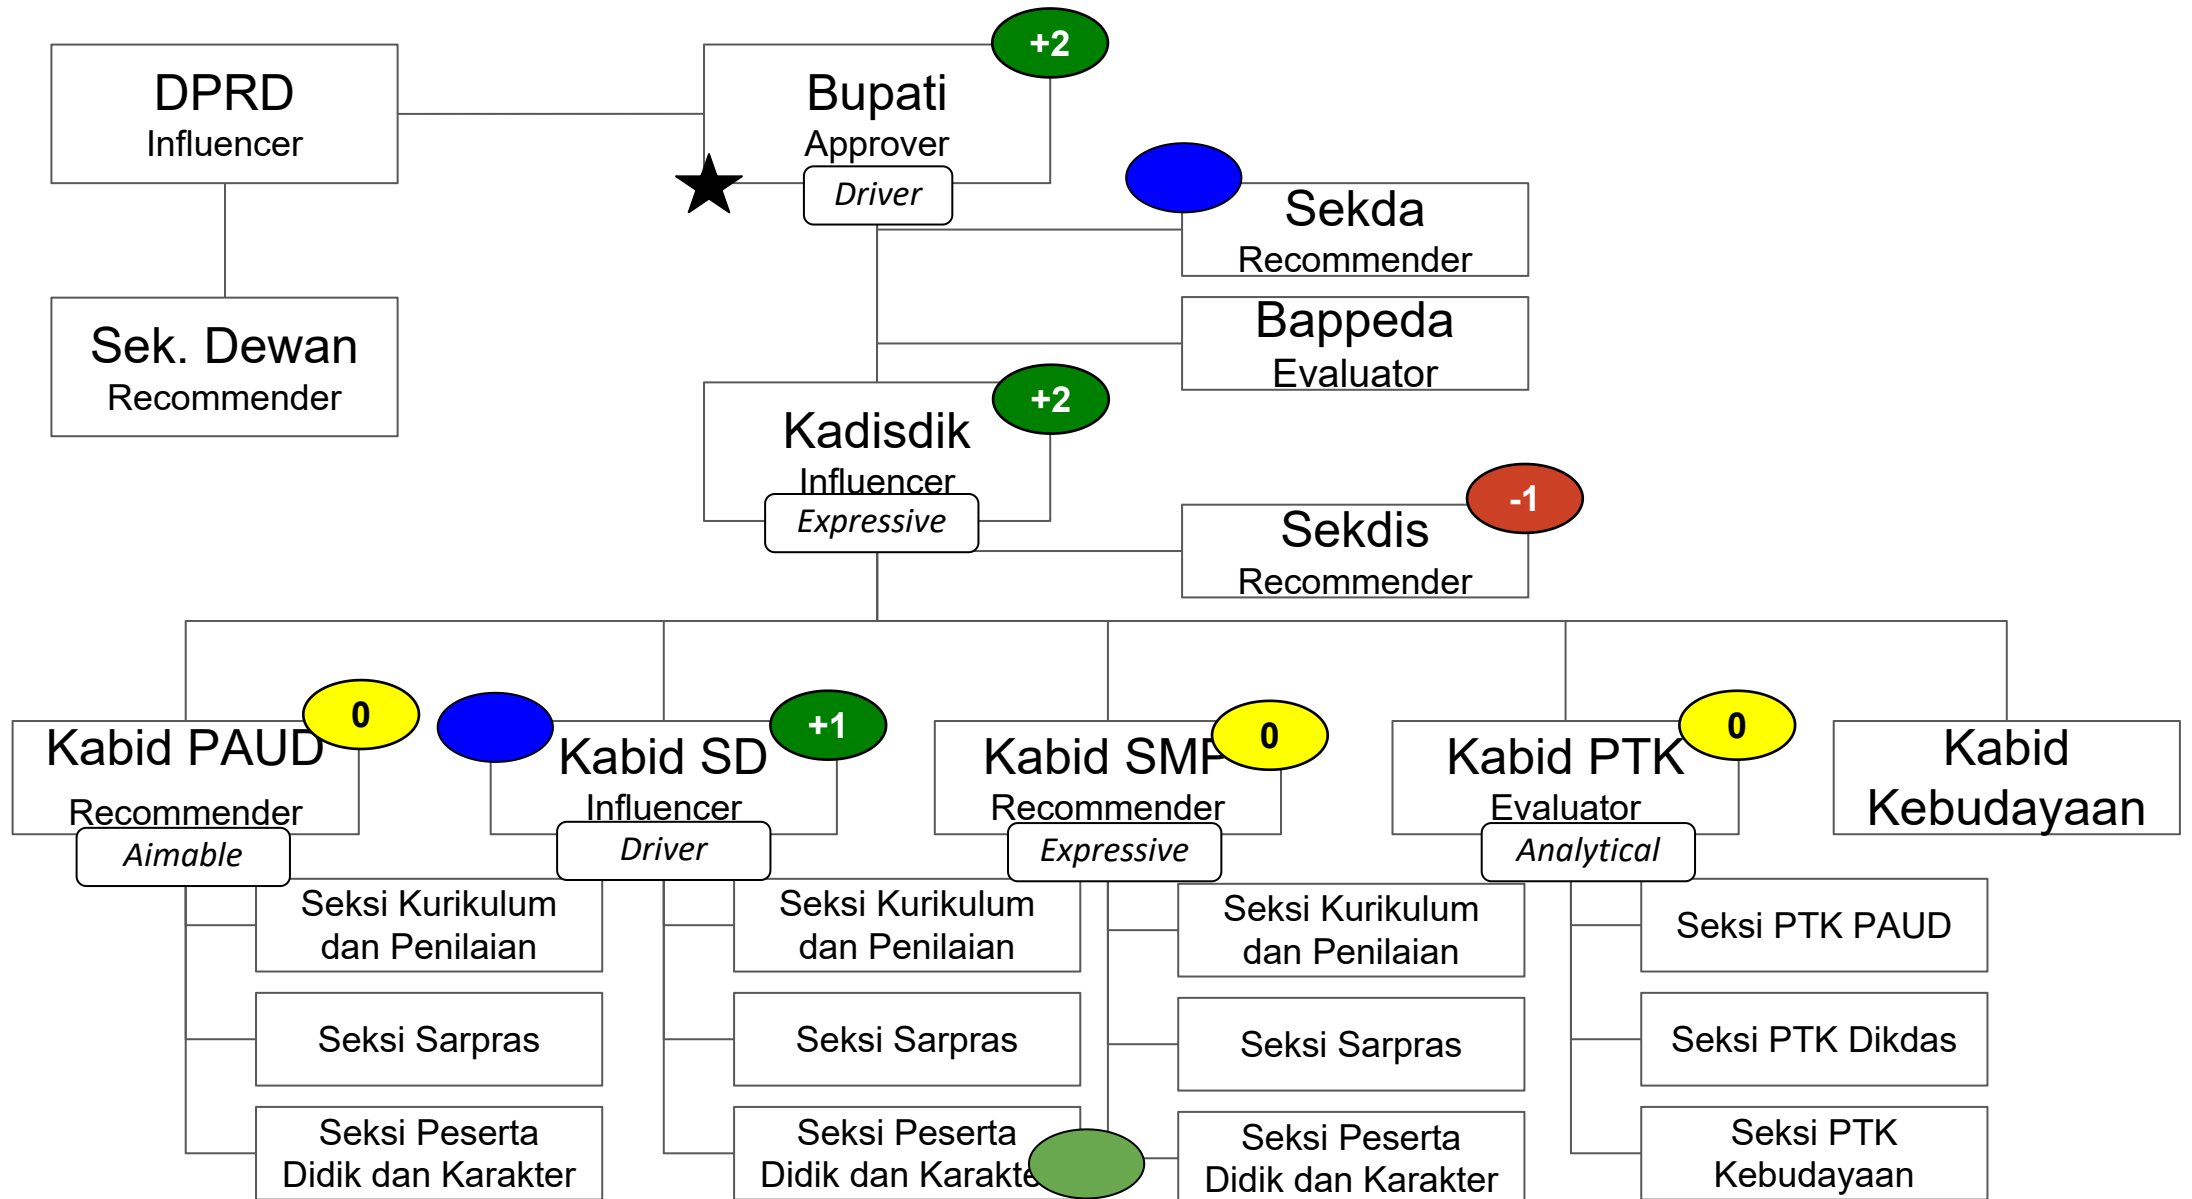 DPRD
Influencer
Bupati
Approver
Driver
+2
Sekda
Recommender
Sek. Dewan
Recommender
Bappeda
Evaluator
Kadisdik
Influencer
Expressive
+2
Sekdis
Recommender
-1
Kabid PAUD
Recommender
Aimable
0
Kabid SD
Influencer
Driver
+1
Kabid SMP
Recommender
Expressive
0
Kabid PTK
Evaluator
Analytical
0
Kabid
Kebudayaan
Seksi Kurikulum
dan Penilaian
Seksi Sarpras
Seksi Peserta
Didik dan Karakter
Seksi Kurikulum
dan Penilaian
Seksi Sarpras
Seksi Peserta
Didik dan Karakte
Seksi Kurikulum
dan Penilaian
Seksi Sarpras
Seksi Peserta
Didik dan Karakter
Seksi PTK PAUD
Seksi PTK Dikdas
Seksi PTK
Kebudayaan